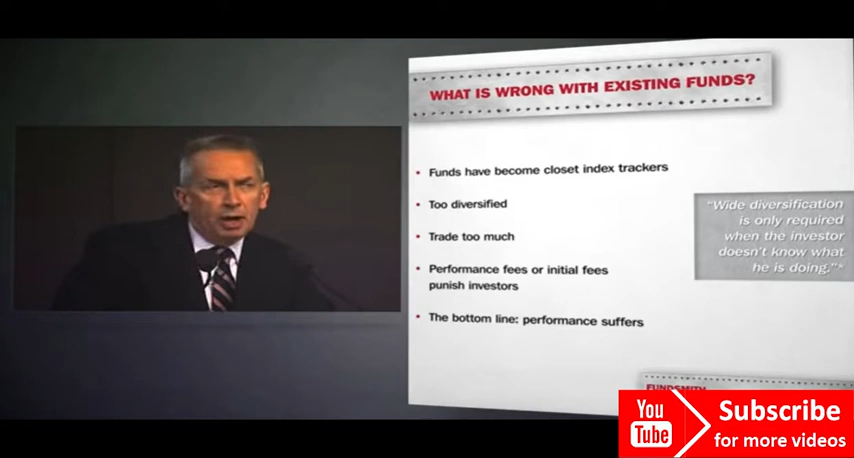 WHAT IS WRONG WITH EXISTING FUNDS?
• Funds have become closet index trackers
• Too diversified
• Trade too much
• Performance fees or initial fees
punish investors
• The bottom line: performance suffers
"Wide diversification
is only required
when the investor
doesn't know what
he is doing."*
FUNDSMITH
You
Tube
Subscribe
for more videos